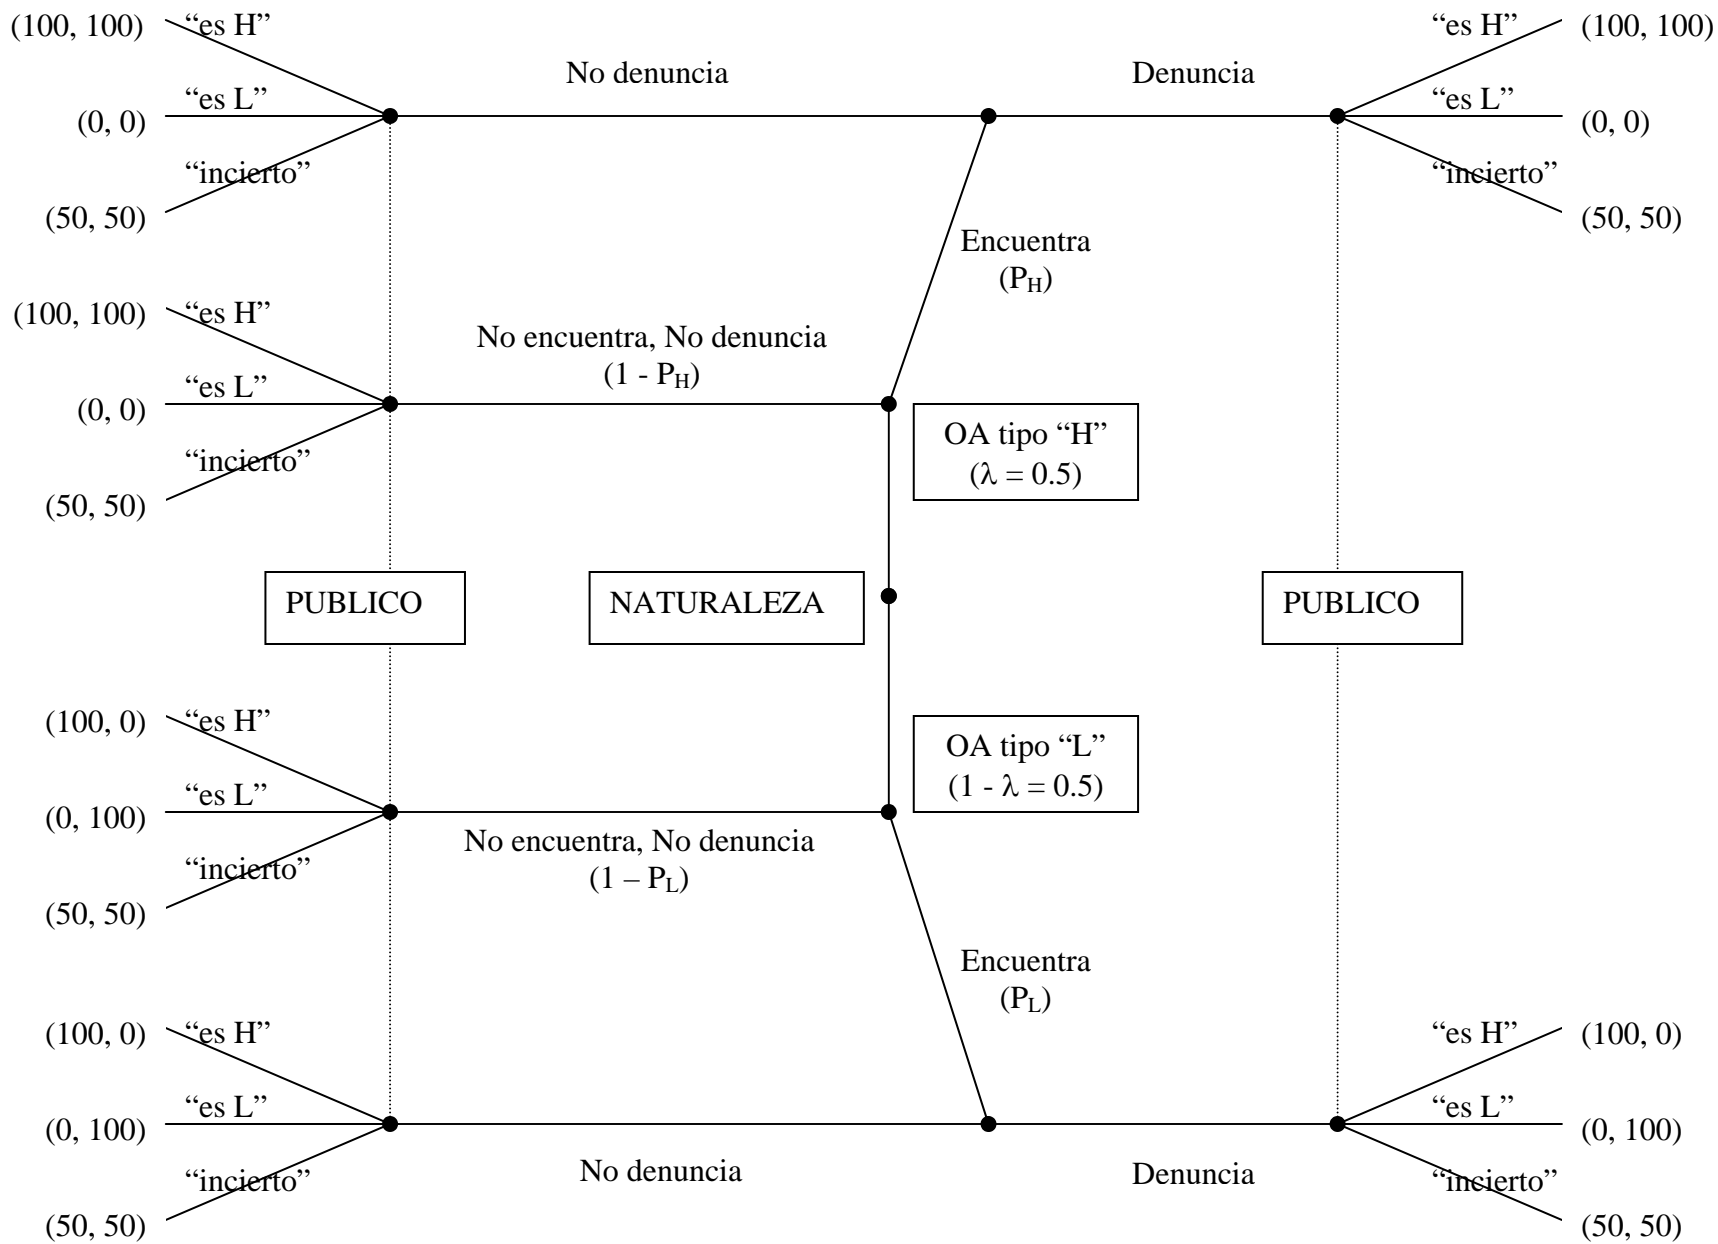 (100, 100) “es H” No denuncia Denuncia “es H” (100, 100)
(0, 0) “es L” “es L” (0, 0)
“incierto” “incierto”
(50, 50) (50, 50)
Encuentra
(P_H)
(100, 100) “es H”
No encuentra, No denuncia
(1 - P_H)
(0, 0) “es L”
“incierto”
(50, 50)
OA tipo “H”
(λ = 0.5)
PUBLICO NATURALEZA PUBLICO
(100, 0) “es H”
(0, 100) “es L”
“incierto”
(50, 50)
OA tipo “L”
(1 - λ = 0.5)
No encuentra, No denuncia
(1 – P_L)
Encuentra
(P_L)
(100, 0) “es H” “es H” (100, 0)
(0, 100) “es L” “es L” (0, 100)
“incierto” No denuncia Denuncia “incierto”
(50, 50) (50, 50)